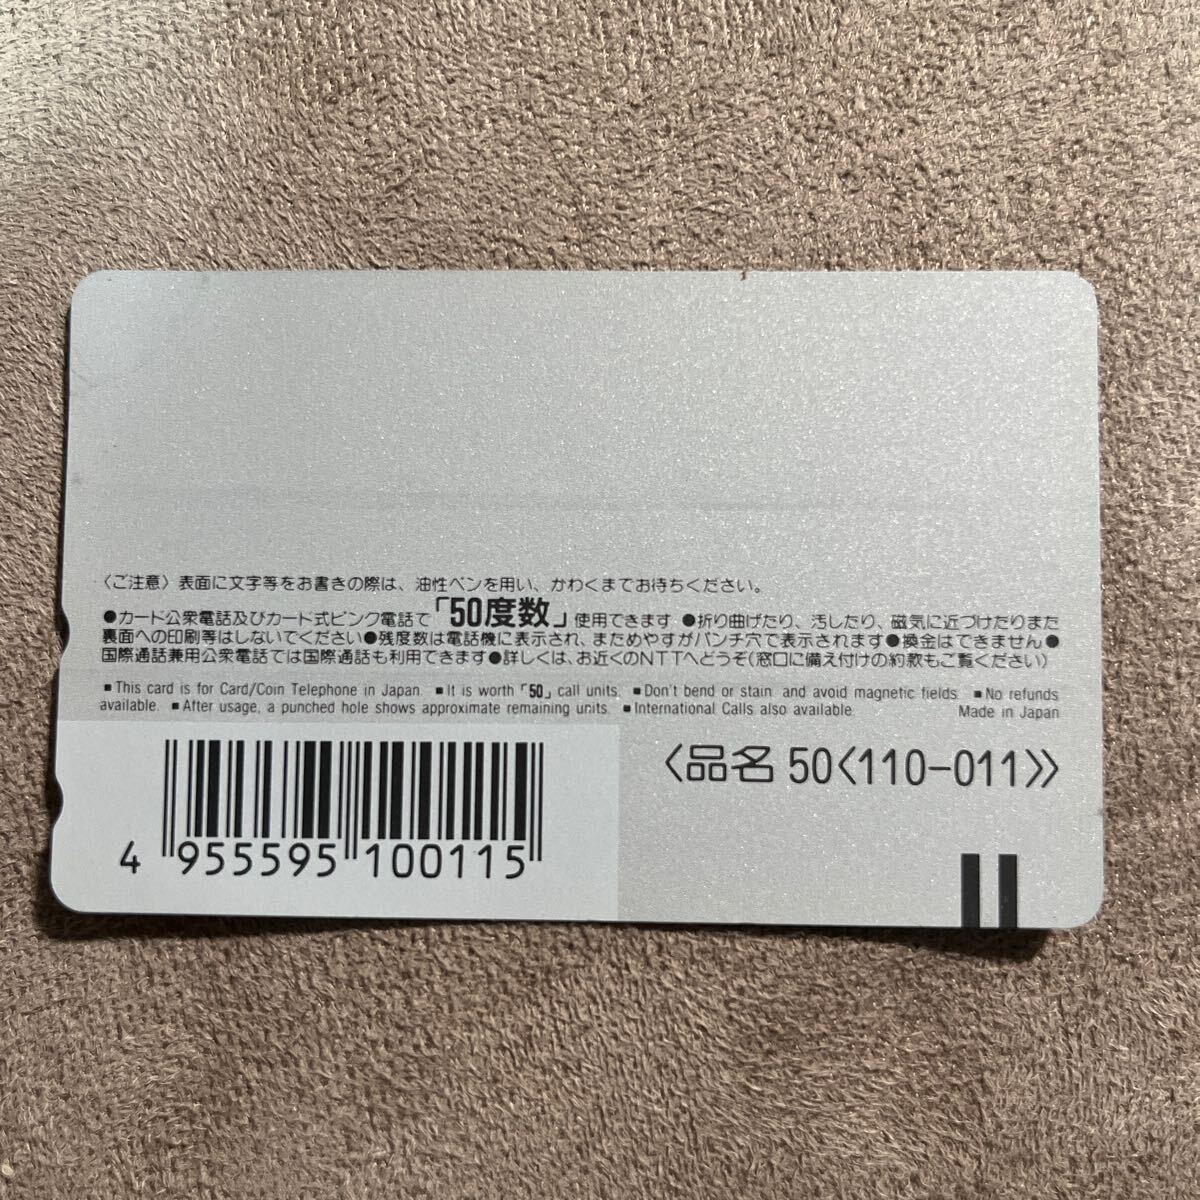 〈ご注意〉表面に文字等をお書きの際は、油性ペンを用い、かわくまでお待ちください。
●カード公衆電話及びカード式ピンク電話で「50度数」使用できます●折り曲げたり、汚したり、磁気に近づけたりまた
裏面への印刷等はしないでください●残度数は電話機に表示され、まためやすがパンチ穴で表示されます●換金はできません●
国際通話兼用公衆電話では国際通話も利用できます●詳しくは、お近くのNTTへどうぞ(窓口に備え付けの約款もご覧ください)
■This card is for Card/Coin Telephone in Japan. ■It is worth「50」call units. ■Don't bend or stain and avoid magnetic fields. ■No refunds
available. ■After usage, a punched hole shows approximate remaining units. ■International Calls also available. Made in Japan
〈品名 50〈110-011〉〉
4 955595 100115